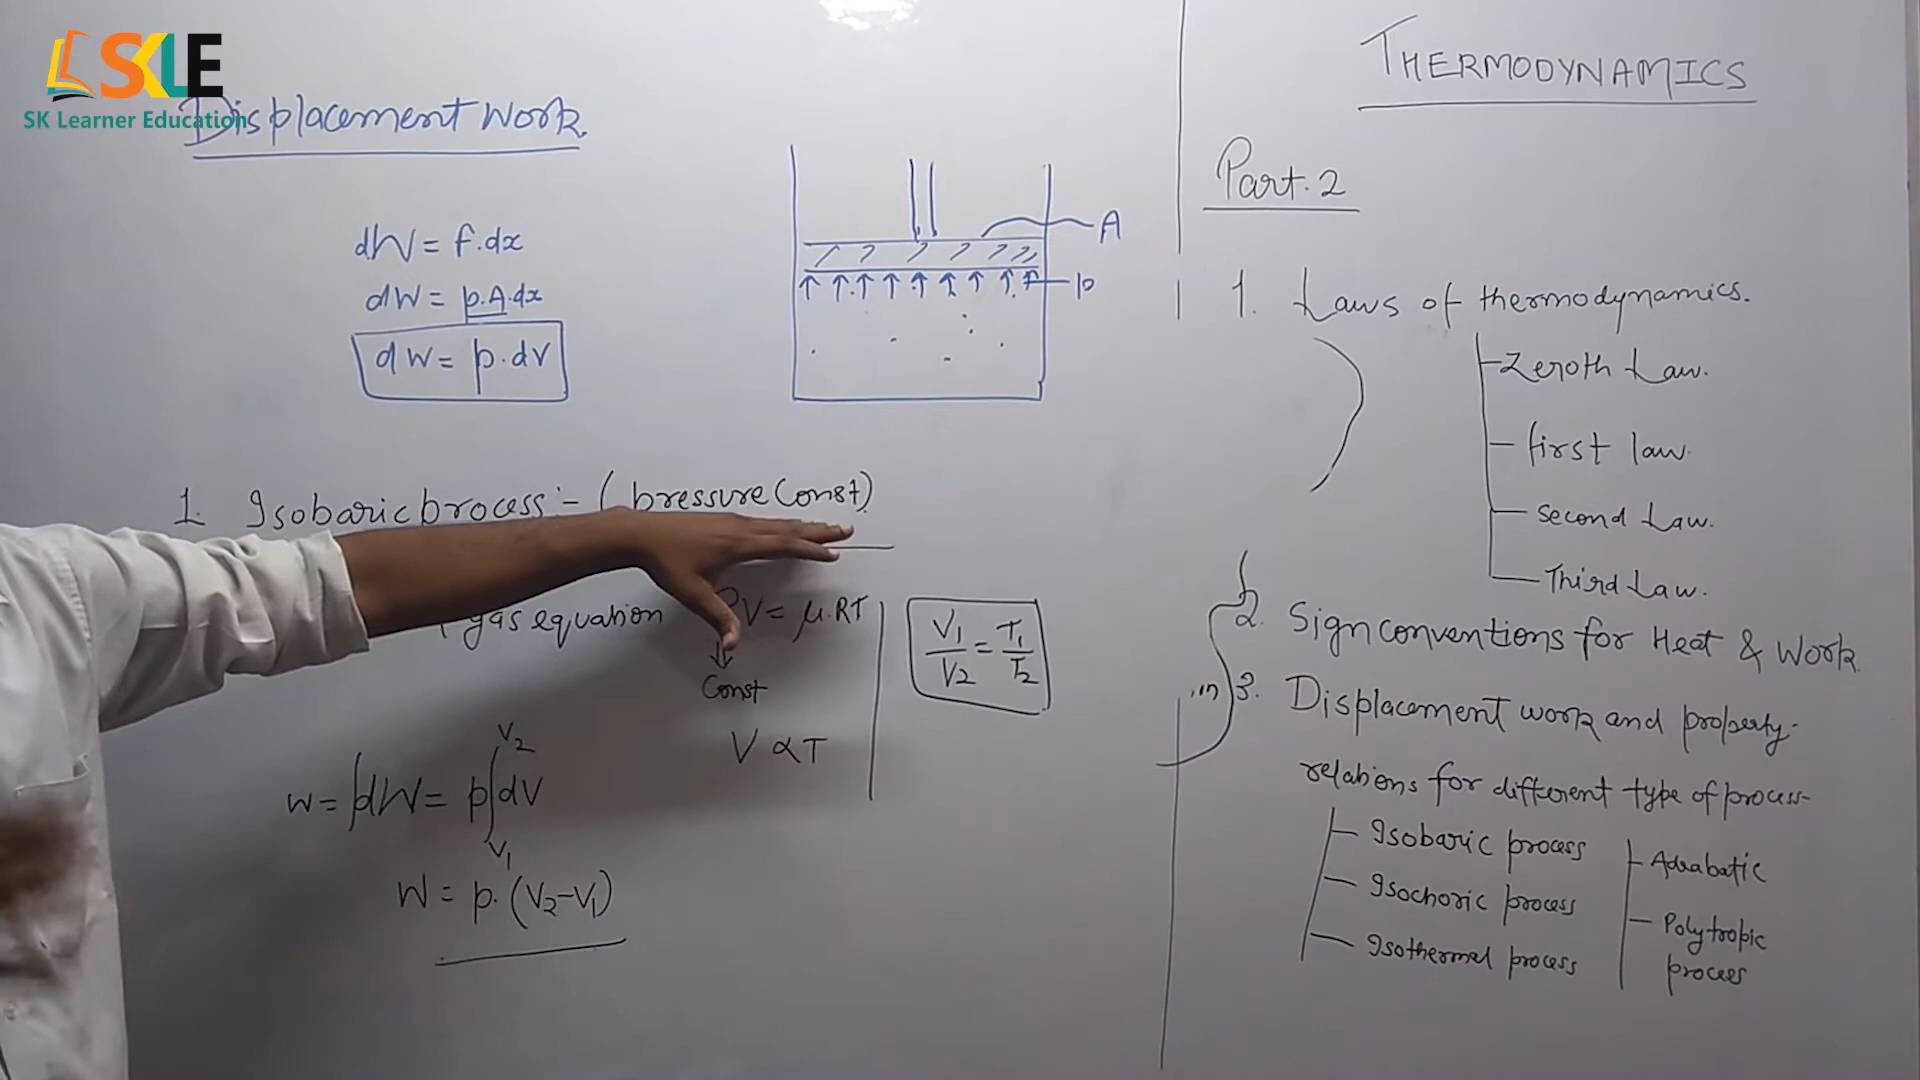 SKLE
SK Learner Education
Displacement Work.
dW = f.dx
dW = p.A.dx
dW = p.dV
A
p
1. Isobaric process :- (pressure Const).
gas equation PV = μ.RT
Const
V ∝ T
V1/V2 = T1/T2
W = ∫dW = p∫dV
V2
V1
W = p.(V2-V1)
THERMODYNAMICS
Part.2
1. Laws of thermodynamics.
Zeroth Law.
first law.
Second Law.
Third Law.
2. Sign conventions for Heat & Work.
3. Displacement work and property-
relations for different type of process-
Isobaric process
Isochoric process
Isothermal process
Adiabatic
Polytropic
process